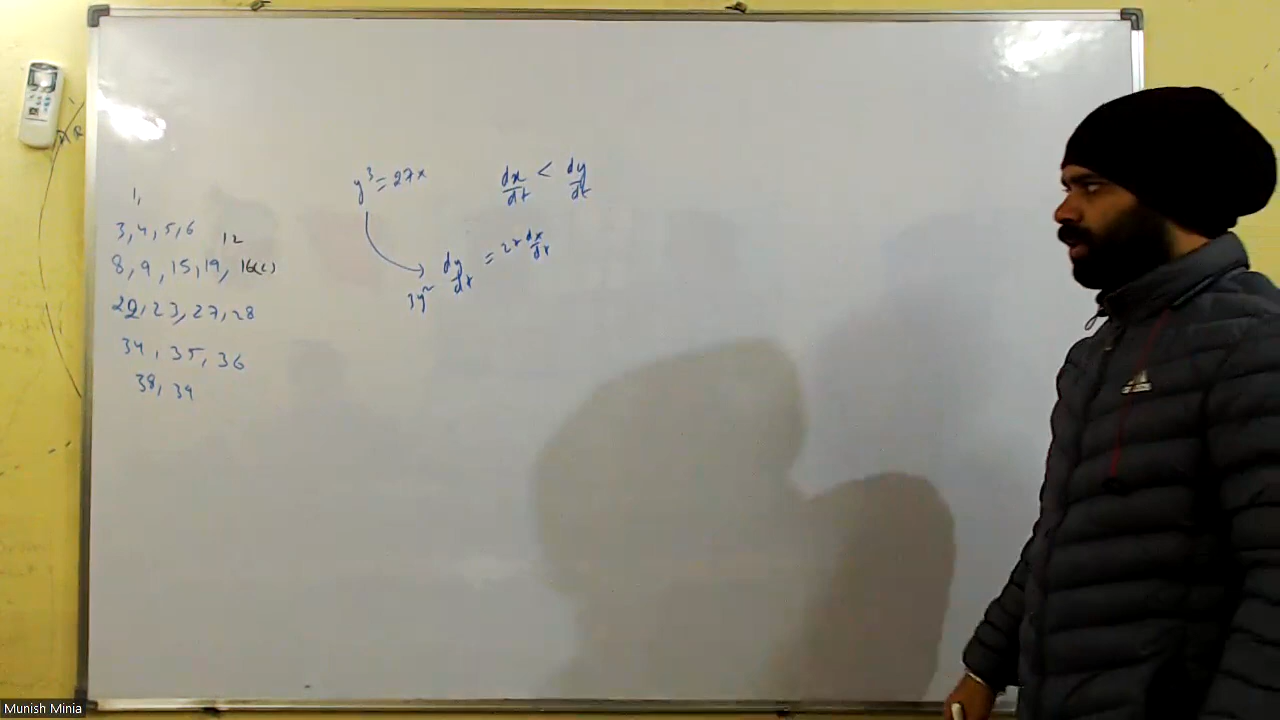 1,
3, 4, 5, 6
12
8, 9, 15, 19, 16(c)
22, 23, 27, 28
34, 35, 36
38, 39
y³ = 27x
dx/dt < dy/dt
3y² dy/dt = 27 dx/dt
adidas
Munish Minia